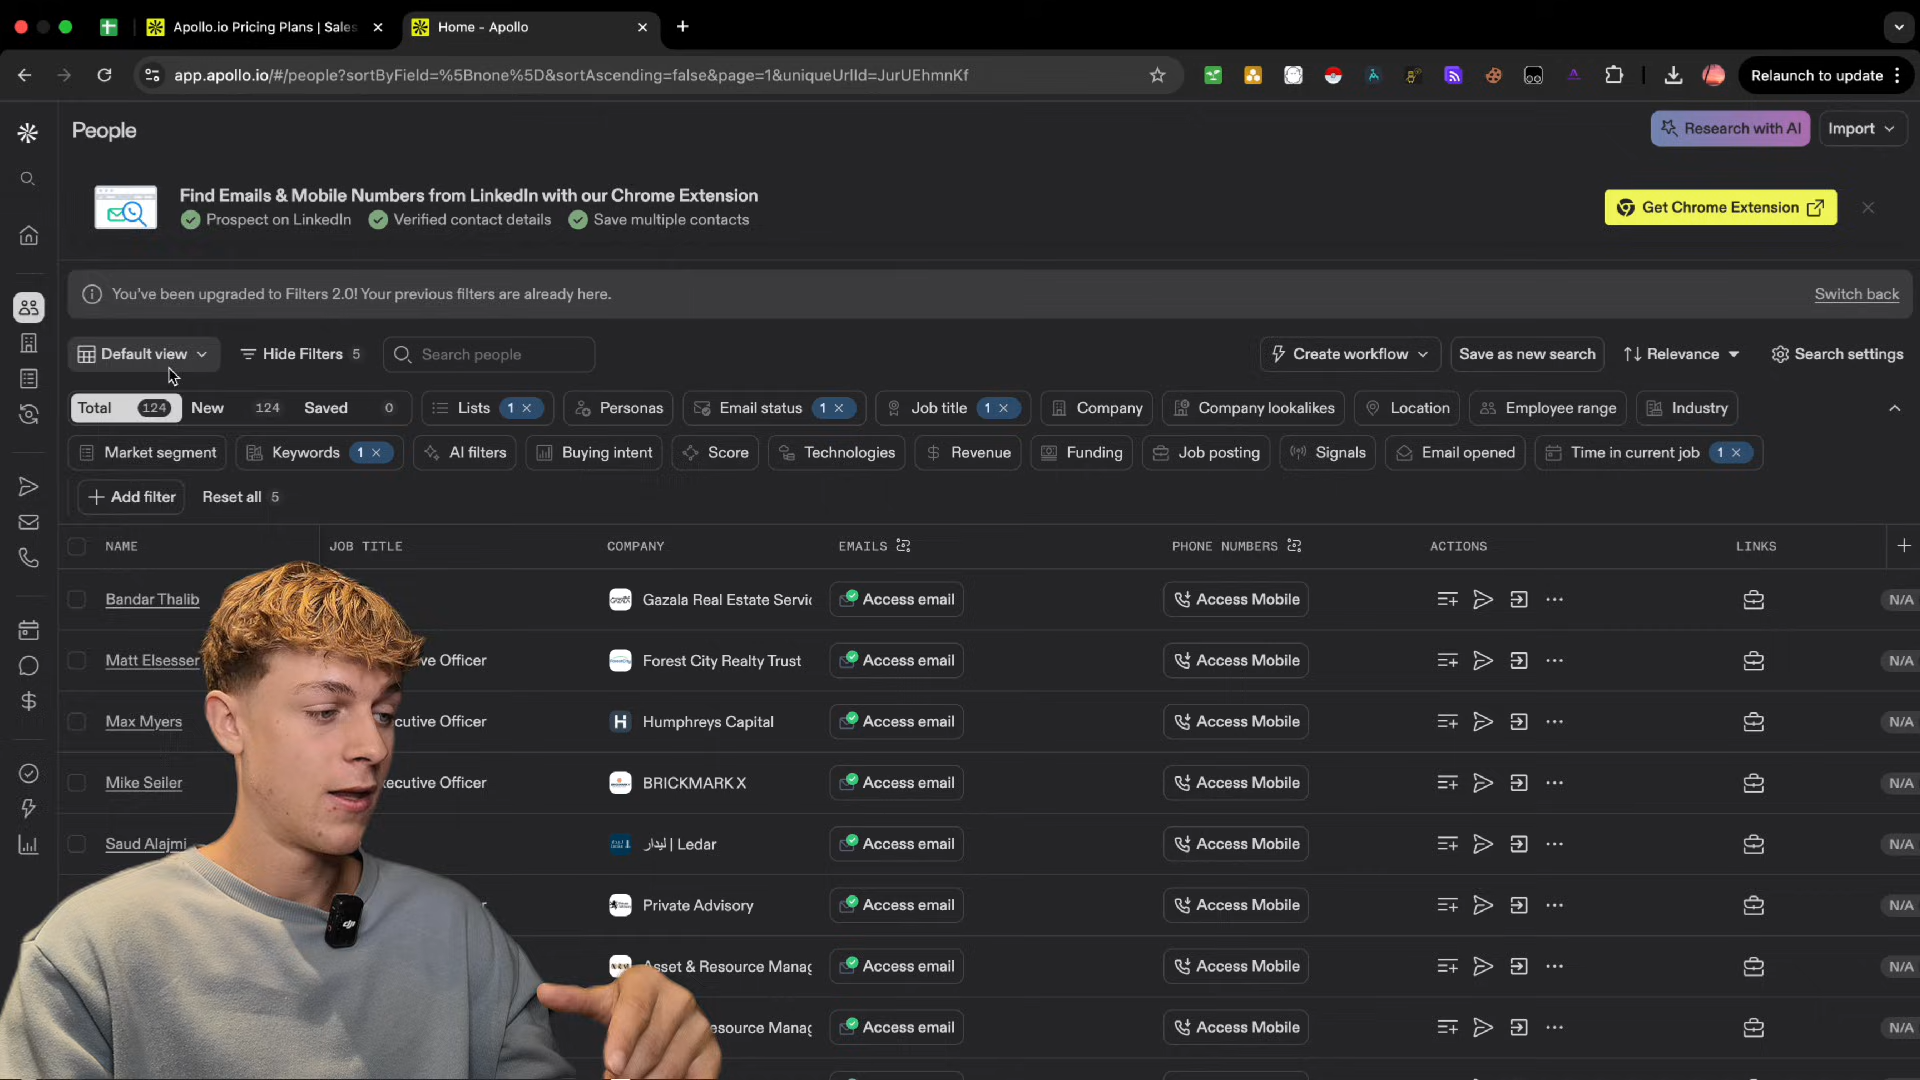 Apollo.io Pricing Plans | Sales
Home - Apollo
app.apollo.io/#/people?sortByField=%5Bnone%5D&sortAscending=false&page=1&uniqueUrlId=JurUEhmnKf
Relaunch to update
People
Research with AI
Import
Find Emails & Mobile Numbers from LinkedIn with our Chrome Extension
Prospect on LinkedIn
Verified contact details
Save multiple contacts
Get Chrome Extension
You've been upgraded to Filters 2.0! Your previous filters are already here.
Switch back
Default view
Hide Filters 5
Search people
Create workflow
Save as new search
Relevance
Search settings
Total 124
New 124
Saved 0
Lists 1
Personas
Email status 1
Job title 1
Company
Company lookalikes
Location
Employee range
Industry
Market segment
Keywords 1
AI filters
Buying intent
Score
Technologies
Revenue
Funding
Job posting
Signals
Email opened
Time in current job 1
Add filter
Reset all 5
NAME
JOB TITLE
COMPANY
EMAILS
PHONE NUMBERS
ACTIONS
LINKS
Bandar Thalib
Gazala Real Estate Servic
Access email
Access Mobile
N/A
Matt Elsesser
ve Officer
Forest City Realty Trust
Access email
Access Mobile
N/A
Max Myers
cutive Officer
H
Humphreys Capital
Access email
Access Mobile
N/A
Mike Seiler
ecutive Officer
BRICKMARK X
Access email
Access Mobile
N/A
Saud Alajmi
ليدار | Ledar
Access email
Access Mobile
N/A
Private Advisory
Access email
Access Mobile
N/A
Asset & Resource Manag
Access email
Access Mobile
N/A
esource Manag
Access email
Access Mobile
N/A
dji